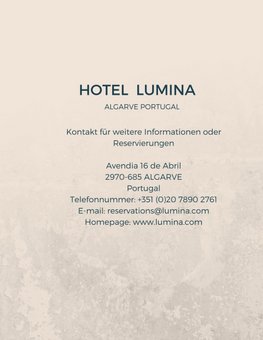 HOTEL LUMINA
ALGARVE PORTUGAL
Kontakt für weitere Informationen oder
Reservierungen
Avendia 16 de Abril
2970-685 ALGARVE
Portugal
Telefonnummer: +351 (0)20 7890 2761
E-mail: reservations@lumina.com
Homepage: www.lumina.com